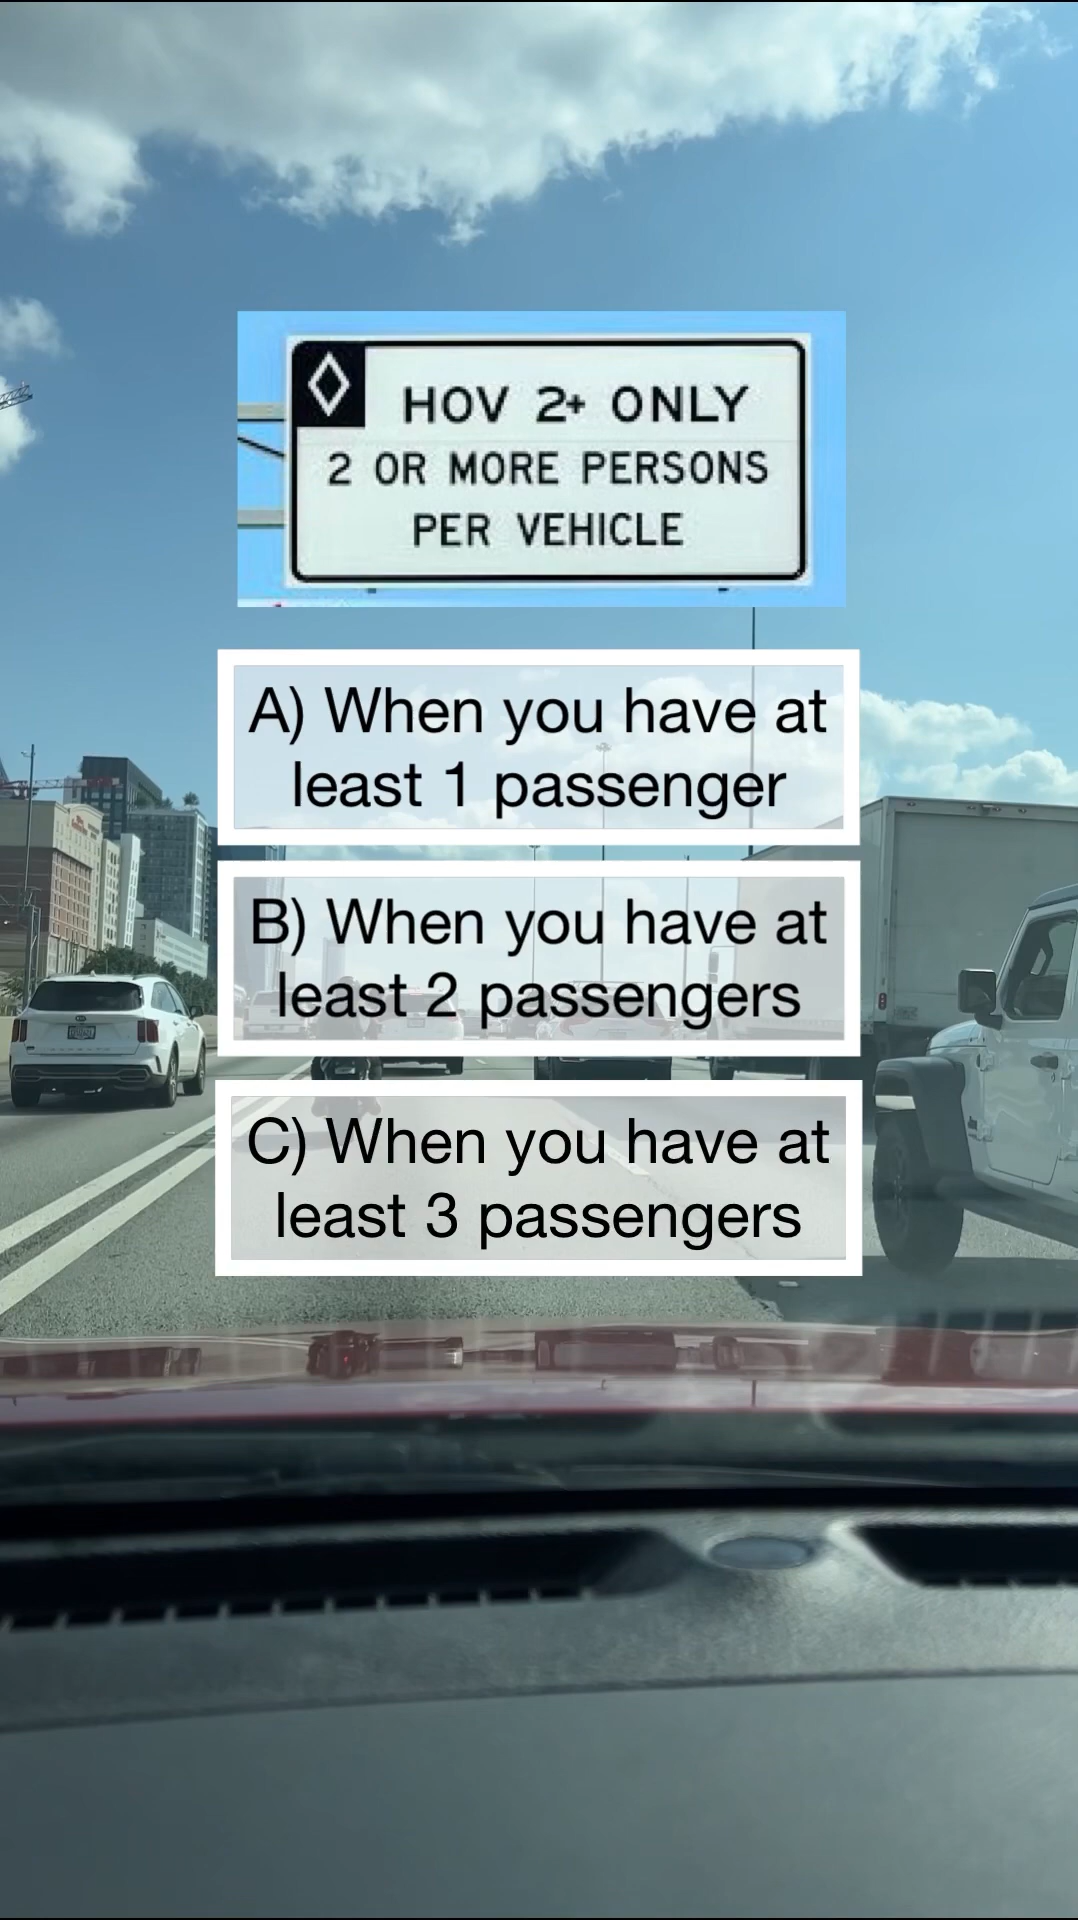 HOV 2+ ONLY
2 OR MORE PERSONS
PER VEHICLE
A) When you have at
least 1 passenger
B) When you have at
least 2 passengers
C) When you have at
least 3 passengers